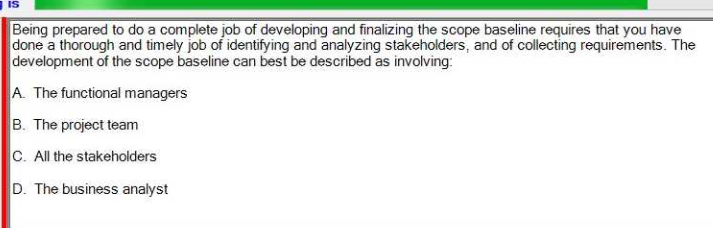 is
Being prepared to do a complete job of developing and finalizing the scope baseline requires that you have
done a thorough and timely job of identifying and analyzing stakeholders, and of collecting requirements. The
development of the scope baseline can best be described as involving:
A. The functional managers
B. The project team
C. All the stakeholders
D. The business analyst